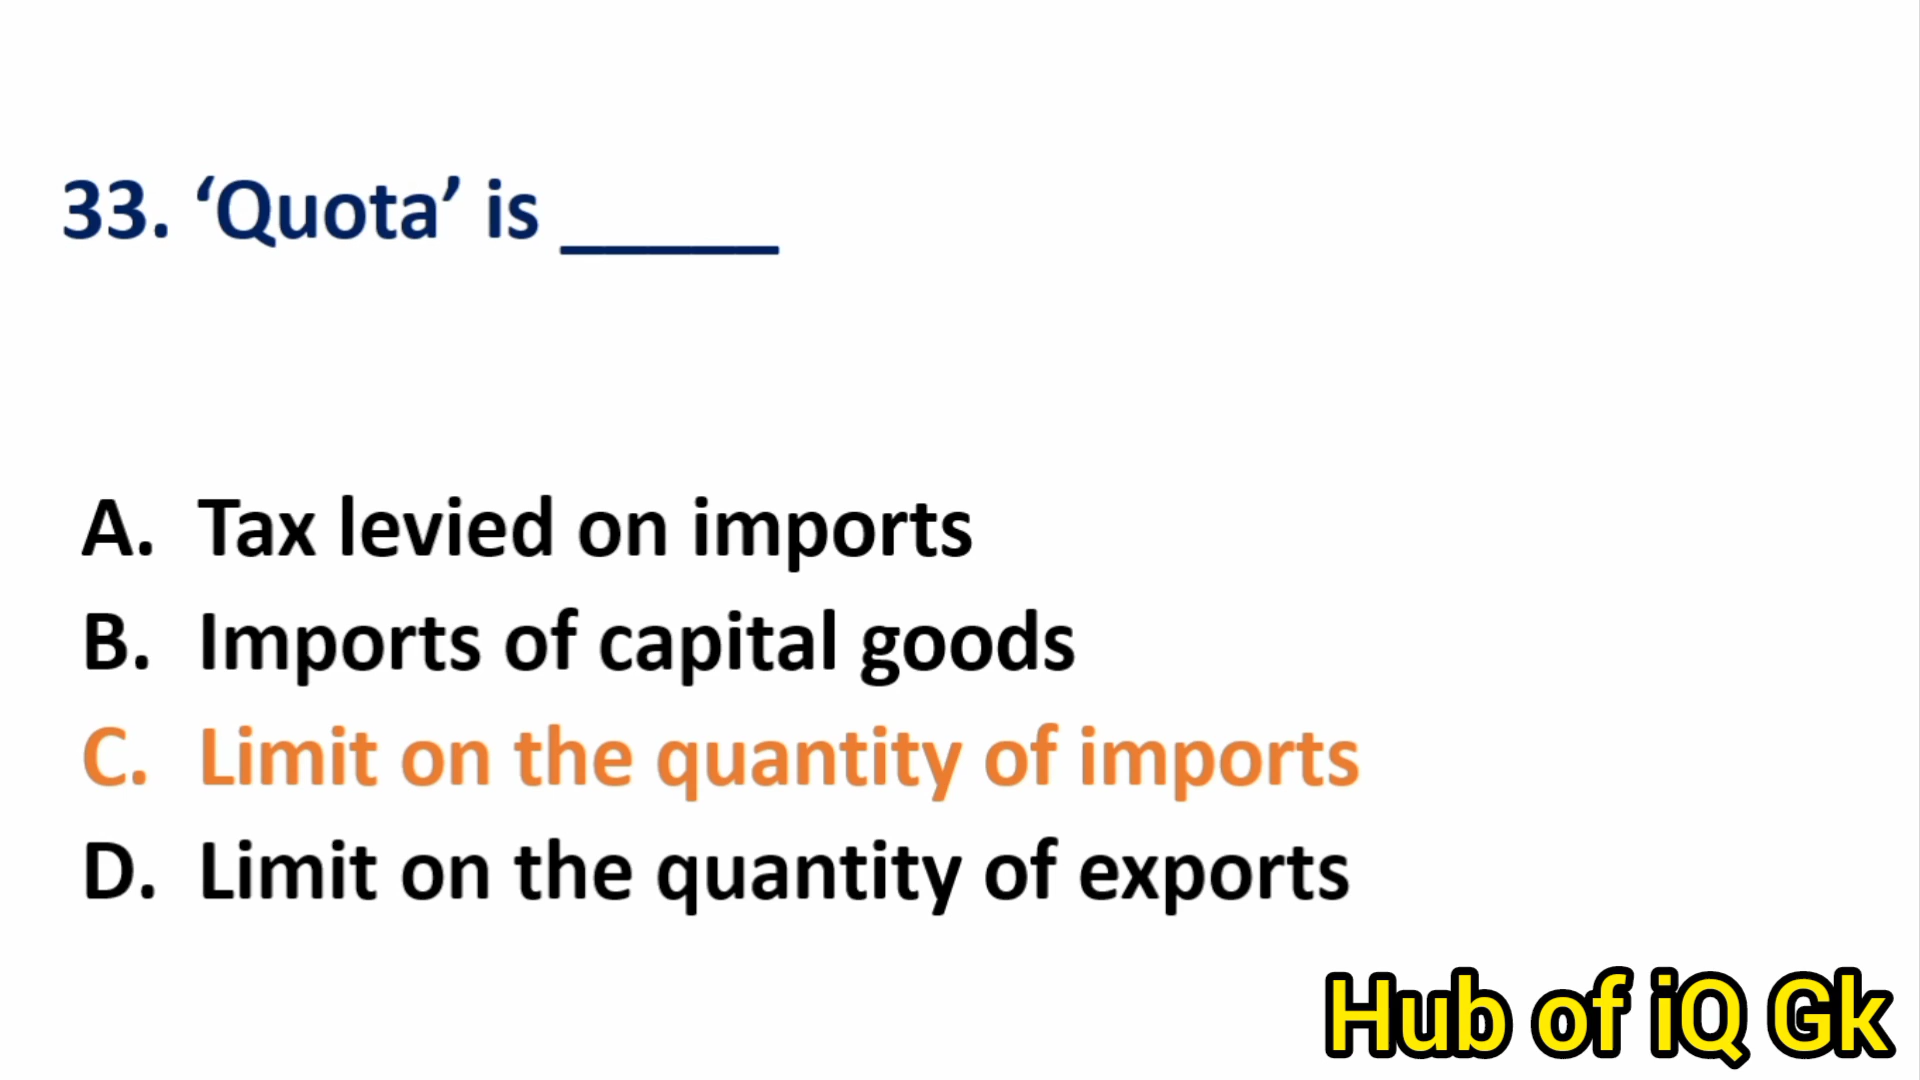 33. ‘Quota’ is _____
A. Tax levied on imports
B. Imports of capital goods
C. Limit on the quantity of imports
D. Limit on the quantity of exports
Hub of iQ Gk